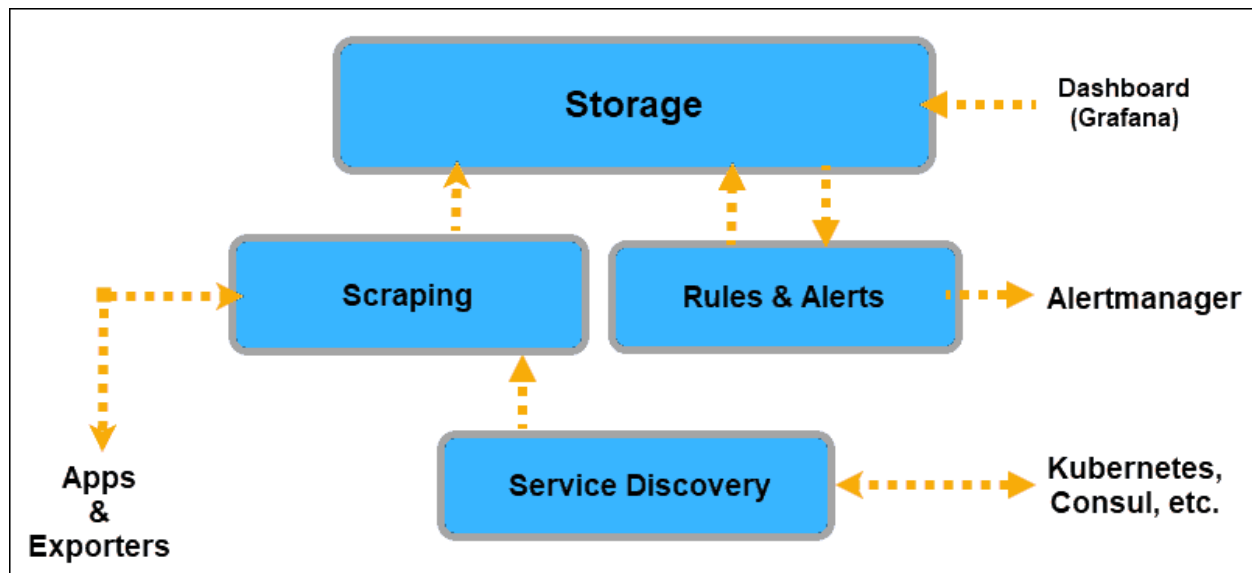 Storage
Dashboard
(Grafana)
Scraping
Rules & Alerts
Alertmanager
Service Discovery
Kubernetes,
Consul, etc.
Apps
&
Exporters